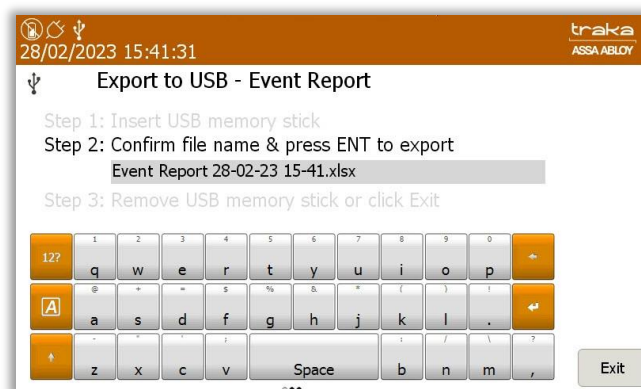 traka
28/02/2023 15:41:31
ASSA ABLOY
Export to USB - Event Report
Step 1: Insert USB memory stick
Step 2: Confirm file name & press ENT to export
Event Report 28-02-23 15-41.xlsx
Step 3: Remove USB memory stick or click Exit
1 2 3 4 5 6 7 8 9 0
12? q w e r t y u i o p
@ + = $ % & * ( ) !
A a s d f g h j k l .
- " ' ; : / \ ?
z x c v Space b n m ,
Exit